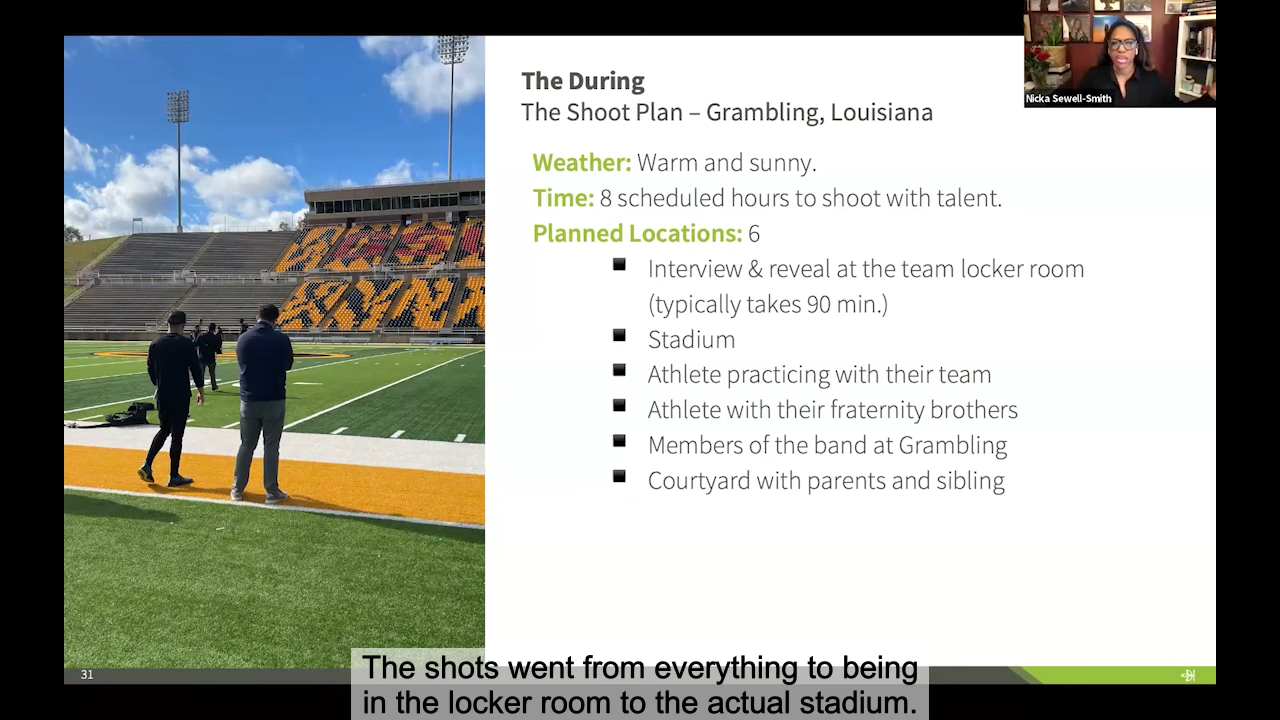 Nicka Sewell-Smith
The During
The Shoot Plan – Grambling, Louisiana
Weather: Warm and sunny.
Time: 8 scheduled hours to shoot with talent.
Planned Locations: 6
Interview & reveal at the team locker room
(typically takes 90 min.)
Stadium
Athlete practicing with their team
Athlete with their fraternity brothers
Members of the band at Grambling
Courtyard with parents and sibling
31
The shots went from everything to being
in the locker room to the actual stadium.